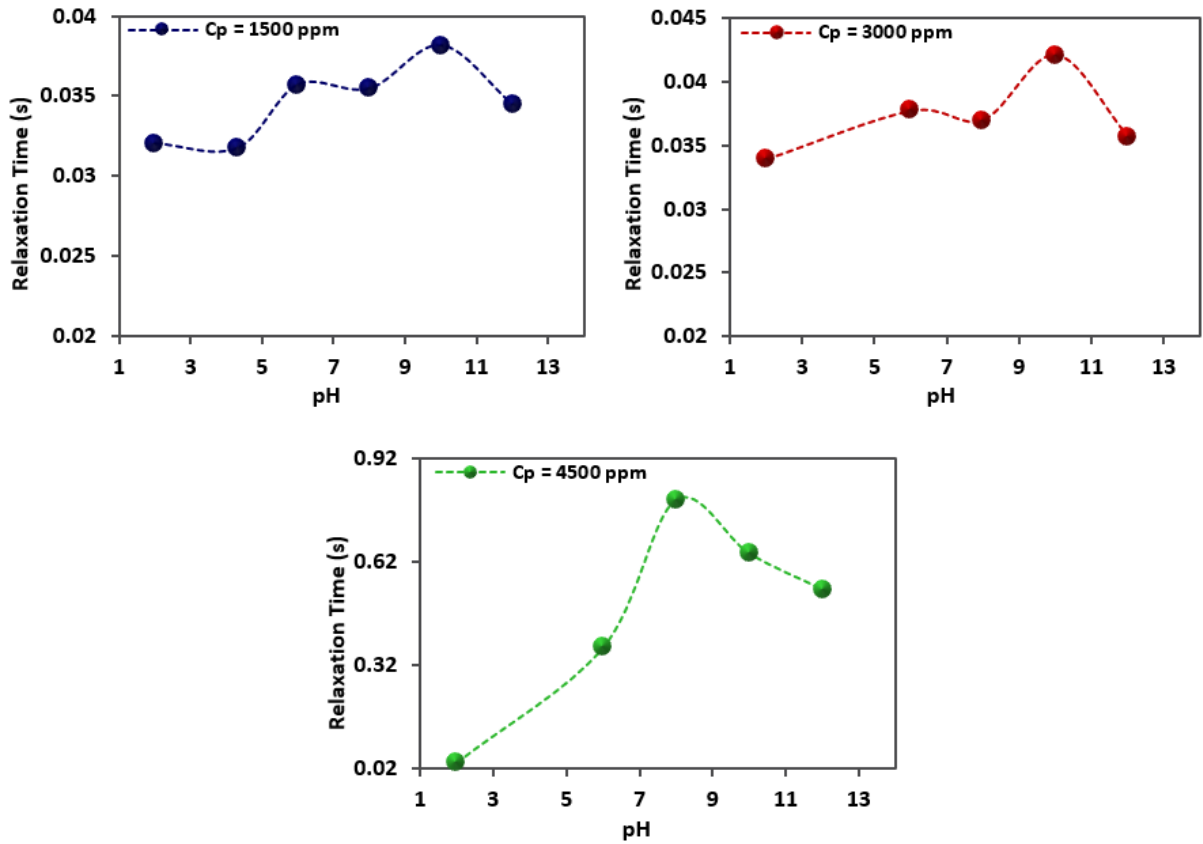 Cp = 1500 ppm
0.04
0.035
0.03
0.025
0.02
Relaxation Time (s)
1 3 5 7 9 11 13
pH
Cp = 3000 ppm
0.045
0.04
0.035
0.03
0.025
0.02
Relaxation Time (s)
1 3 5 7 9 11 13
pH
Cp = 4500 ppm
0.92
0.62
0.32
0.02
Relaxation Time (s)
1 3 5 7 9 11 13
pH